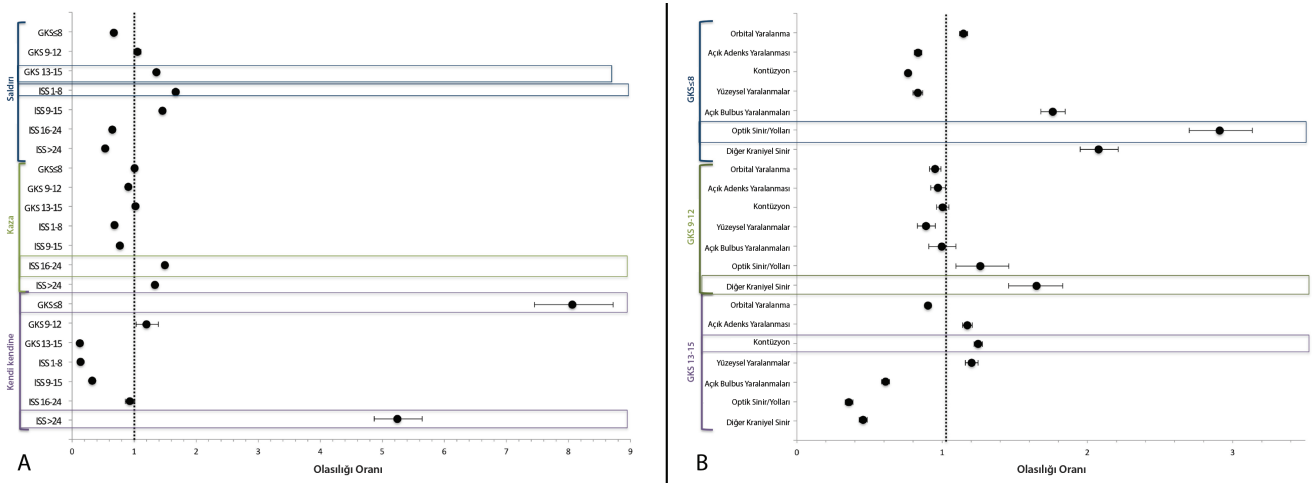 Saldırı
GKS≤8
GKS 9-12
GKS 13-15
ISS 1-8
ISS 9-15
ISS 16-24
ISS >24
Kaza
GKS≤8
GKS 9-12
GKS 13-15
ISS 1-8
ISS 9-15
ISS 16-24
ISS >24
Kendi kendine
GKS≤8
GKS 9-12
GKS 13-15
ISS 1-8
ISS 9-15
ISS 16-24
ISS >24
0 1 2 3 4 5 6 7 8 9
Olasılığı Oranı
A
GKS≤8
Orbital Yaralanma
Açık Adenks Yaralanması
Kontüzyon
Yüzeysel Yaralanmalar
Açık Bulbus Yaralanmaları
Optik Sinir/Yolları
Diğer Kraniyel Sinir
GKS 9-12
Orbital Yaralanma
Açık Adenks Yaralanması
Kontüzyon
Yüzeysel Yaralanmalar
Açık Bulbus Yaralanmaları
Optik Sinir/Yolları
Diğer Kraniyel Sinir
GKS 13-15
Orbital Yaralanma
Açık Adenks Yaralanması
Kontüzyon
Yüzeysel Yaralanmalar
Açık Bulbus Yaralanmaları
Optik Sinir/Yolları
Diğer Kraniyel Sinir
0 1 2 3
Olasılığı Oranı
B